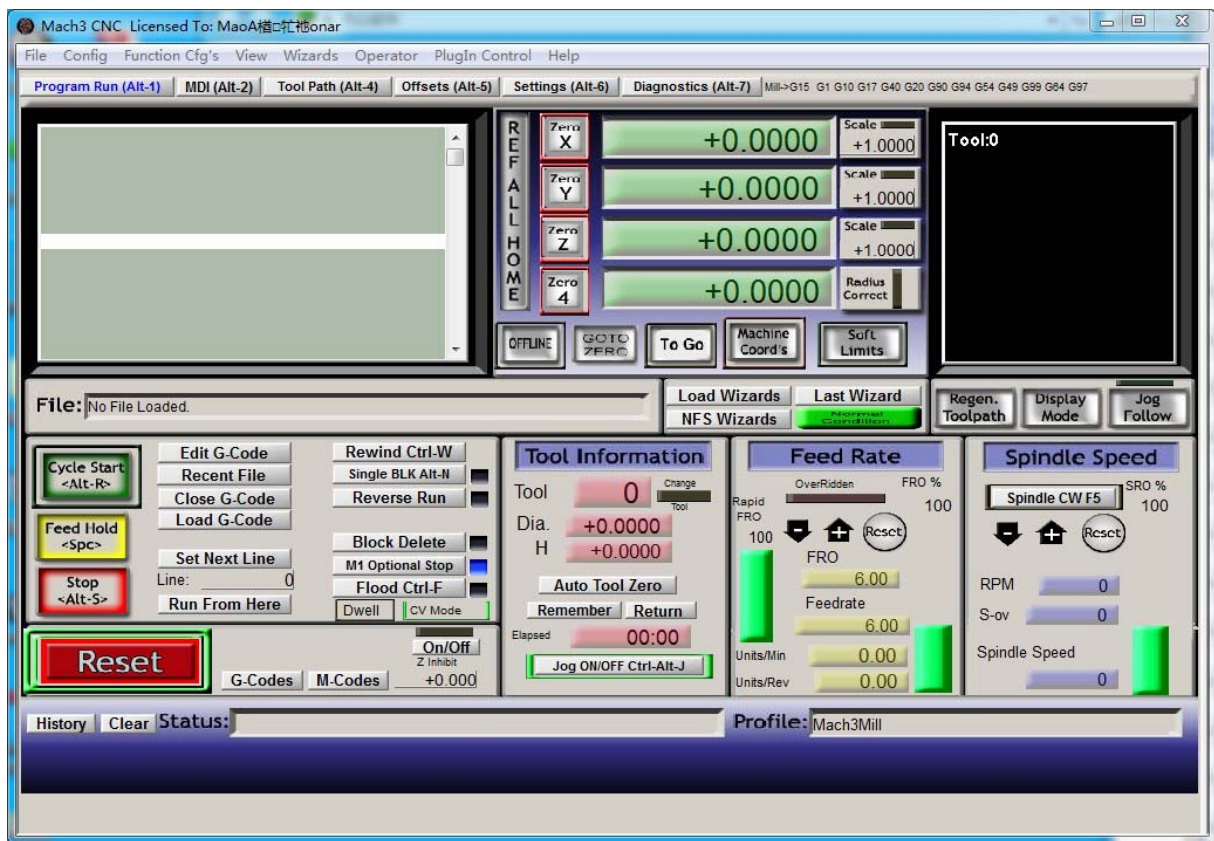 Mach3 CNC Licensed To: MaoA楿□牤祂onar
File Config Function Cfg's View Wizards Operator PlugIn Control Help
Program Run (Alt-1) MDI (Alt-2) Tool Path (Alt-4) Offsets (Alt-5) Settings (Alt-6) Diagnostics (Alt-7) Mill->G15 G1 G10 G17 G40 G20 G90 G94 G54 G49 G99 G64 G97
REF ALL HOME
Zero X +0.0000 Scale +1.0000
Zero Y +0.0000 Scale +1.0000
Zero Z +0.0000 Scale +1.0000
Zero 4 +0.0000 Radius Correct
OFFLINE GOTO ZERO To Go Machine Coord's Soft Limits
Tool:0
File: No File Loaded.
Load Wizards Last Wizard
NFS Wizards Normal Condition
Regen. Toolpath Display Mode Jog Follow
Cycle Start
<Alt-R>
Feed Hold
<Spc>
Stop
<Alt-S>
Edit G-Code
Recent File
Close G-Code
Load G-Code
Set Next Line
Line: 0
Run From Here
Rewind Ctrl-W
Single BLK Alt-N
Reverse Run
Block Delete
M1 Optional Stop
Flood Ctrl-F
Dwell CV Mode
Reset
G-Codes M-Codes
On/Off
Z Inhibit
+0.000
Tool Information
Tool 0 Change Tool
Dia. +0.0000
H +0.0000
Auto Tool Zero
Remember Return
Elapsed 00:00
Jog ON/OFF Ctrl-Alt-J
Feed Rate
OverRidden FRO %
100
Rapid
FRO
100
Reset
FRO
6.00
Feedrate
6.00
Units/Min 0.00
Units/Rev 0.00
Spindle Speed
Spindle CW F5 SRO %
100
Reset
RPM 0
S-ov 0
Spindle Speed
0
History Clear Status:
Profile: Mach3Mill